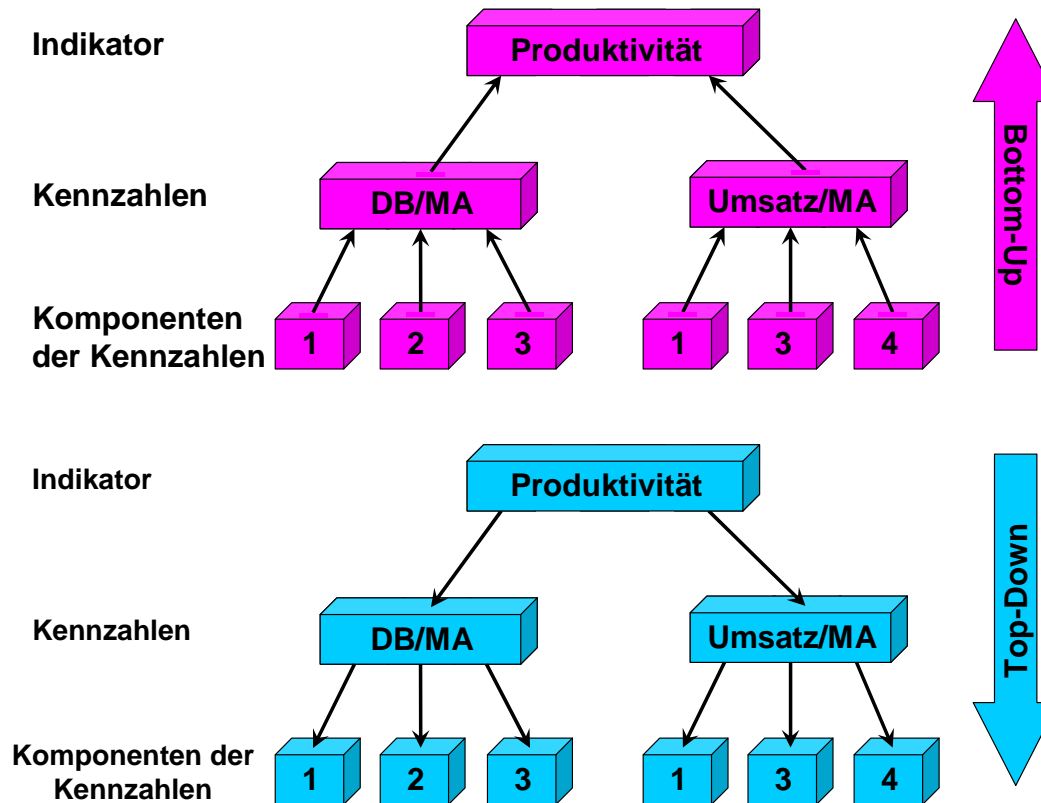 Indikator
Produktivität
Kennzahlen
DB/MA
Umsatz/MA
Komponenten
der Kennzahlen
1
2
3
1
3
4
Bottom-Up
Indikator
Produktivität
Kennzahlen
DB/MA
Umsatz/MA
Komponenten der
Kennzahlen
1
2
3
1
3
4
Top-Down